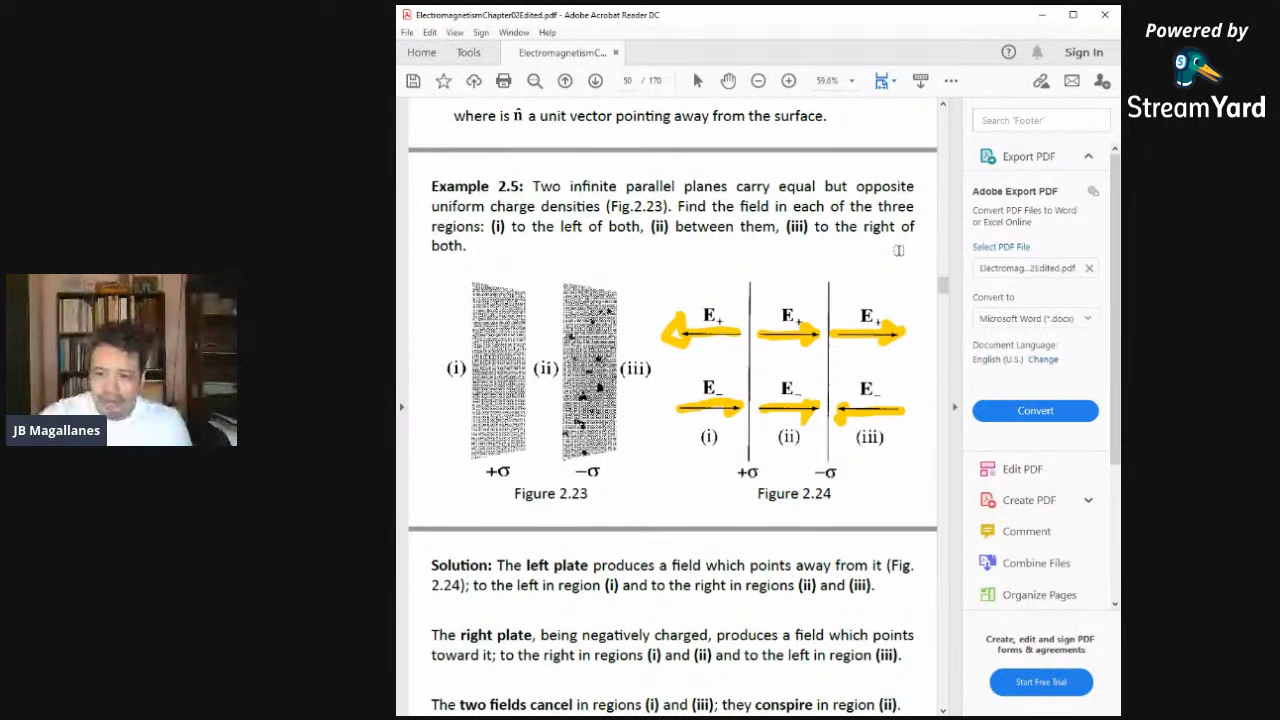 ElectromagnetismChapter02Edited.pdf - Adobe Acrobat Reader DC
File Edit View Sign Window Help
Home Tools ElectromagnetismC... × Sign In
50 / 170 59.6%
where is n̂ a unit vector pointing away from the surface.
Example 2.5: Two infinite parallel planes carry equal but opposite
uniform charge densities (Fig.2.23). Find the field in each of the three
regions: (i) to the left of both, (ii) between them, (iii) to the right of
both.
E₊ E₊ E₊
(i) (ii) (iii)
E₋ E₋ E₋
(i) (ii) (iii)
+σ −σ +σ −σ
Figure 2.23 Figure 2.24
Solution: The left plate produces a field which points away from it (Fig.
2.24); to the left in region (i) and to the right in regions (ii) and (iii).
The right plate, being negatively charged, produces a field which points
toward it; to the right in regions (i) and (ii) and to the left in region (iii).
The two fields cancel in regions (i) and (iii); they conspire in region (ii).
Search 'Footer'
Export PDF
Adobe Export PDF
Convert PDF Files to Word
or Excel Online
Select PDF File
Electromag...2Edited.pdf
Convert to
Microsoft Word (*.docx)
Document Language:
English (U.S.) Change
Convert
Edit PDF
Create PDF
Comment
Combine Files
Organize Pages
Create, edit and sign PDF
forms & agreements
Start Free Trial
JB Magallanes
Powered by
StreamYard